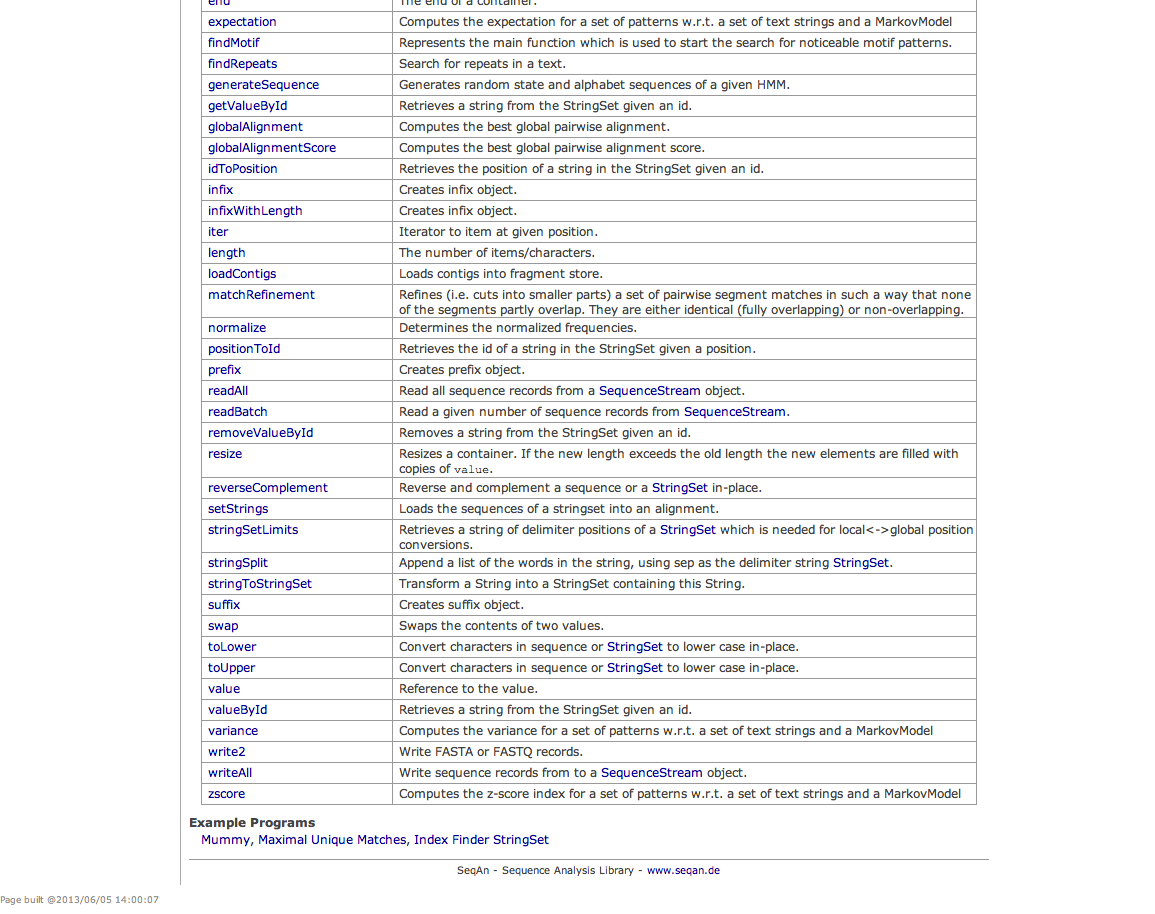 end The end of a container.
expectation Computes the expectation for a set of patterns w.r.t. a set of text strings and a MarkovModel
findMotif Represents the main function which is used to start the search for noticeable motif patterns.
findRepeats Search for repeats in a text.
generateSequence Generates random state and alphabet sequences of a given HMM.
getValueById Retrieves a string from the StringSet given an id.
globalAlignment Computes the best global pairwise alignment.
globalAlignmentScore Computes the best global pairwise alignment score.
idToPosition Retrieves the position of a string in the StringSet given an id.
infix Creates infix object.
infixWithLength Creates infix object.
iter Iterator to item at given position.
length The number of items/characters.
loadContigs Loads contigs into fragment store.
matchRefinement Refines (i.e. cuts into smaller parts) a set of pairwise segment matches in such a way that none
of the segments partly overlap. They are either identical (fully overlapping) or non-overlapping.
normalize Determines the normalized frequencies.
positionToId Retrieves the id of a string in the StringSet given a position.
prefix Creates prefix object.
readAll Read all sequence records from a SequenceStream object.
readBatch Read a given number of sequence records from SequenceStream.
removeValueById Removes a string from the StringSet given an id.
resize Resizes a container. If the new length exceeds the old length the new elements are filled with
copies of value.
reverseComplement Reverse and complement a sequence or a StringSet in-place.
setStrings Loads the sequences of a stringset into an alignment.
stringSetLimits Retrieves a string of delimiter positions of a StringSet which is needed for local<->global position
conversions.
stringSplit Append a list of the words in the string, using sep as the delimiter string StringSet.
stringToStringSet Transform a String into a StringSet containing this String.
suffix Creates suffix object.
swap Swaps the contents of two values.
toLower Convert characters in sequence or StringSet to lower case in-place.
toUpper Convert characters in sequence or StringSet to lower case in-place.
value Reference to the value.
valueById Retrieves a string from the StringSet given an id.
variance Computes the variance for a set of patterns w.r.t. a set of text strings and a MarkovModel
write2 Write FASTA or FASTQ records.
writeAll Write sequence records from to a SequenceStream object.
zscore Computes the z-score index for a set of patterns w.r.t. a set of text strings and a MarkovModel
Example Programs
Mummy, Maximal Unique Matches, Index Finder StringSet
SeqAn - Sequence Analysis Library - www.seqan.de
Page built @2013/06/05 14:00:07